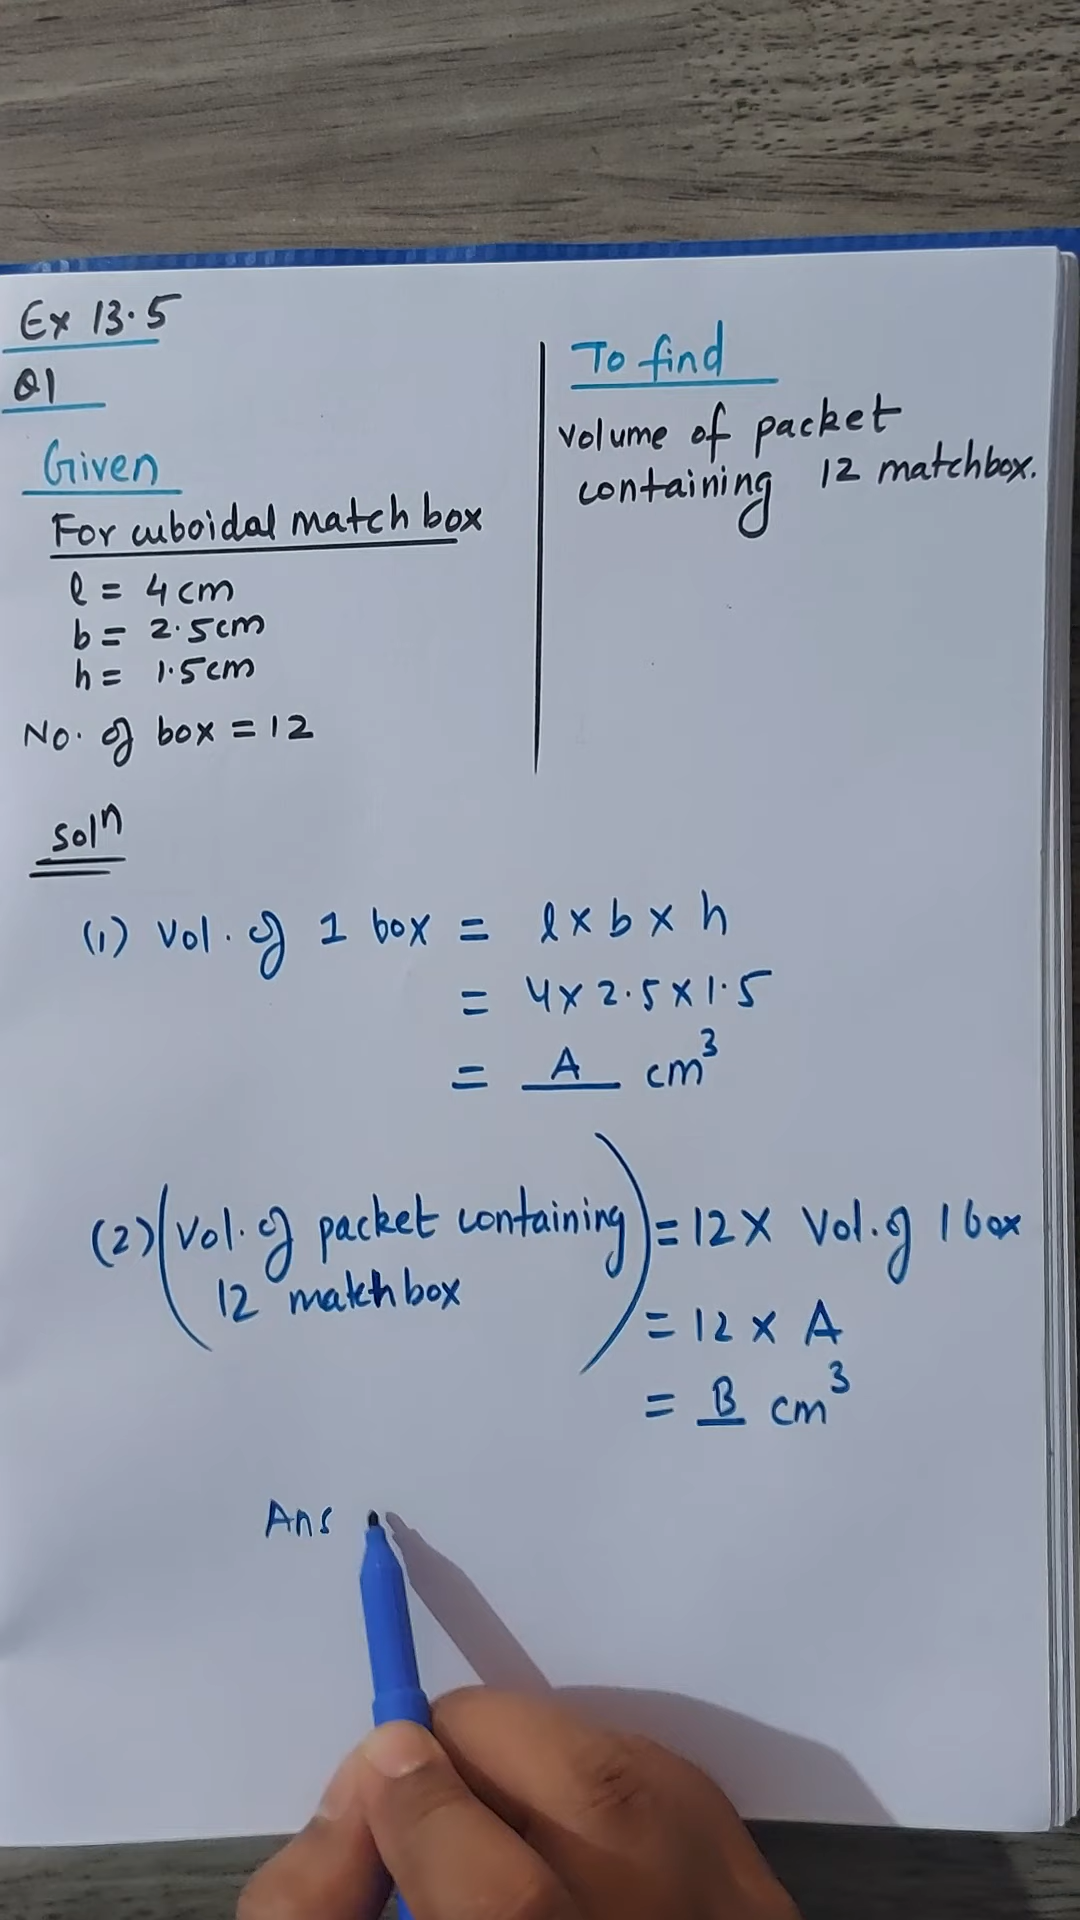 Ex 13.5
Q1
Given
For cuboidal match box
l = 4cm
b = 2.5cm
h = 1.5cm
No. of box = 12
To find
volume of packet
containing 12 matchbox.
Solⁿ
(1) Vol. of 1 box = l x b x h
= 4 x 2.5 x 1.5
= A cm³
(2) (Vol. of packet containing
12 matchbox) = 12 x Vol. of 1 box
= 12 x A
= B cm³
Ans